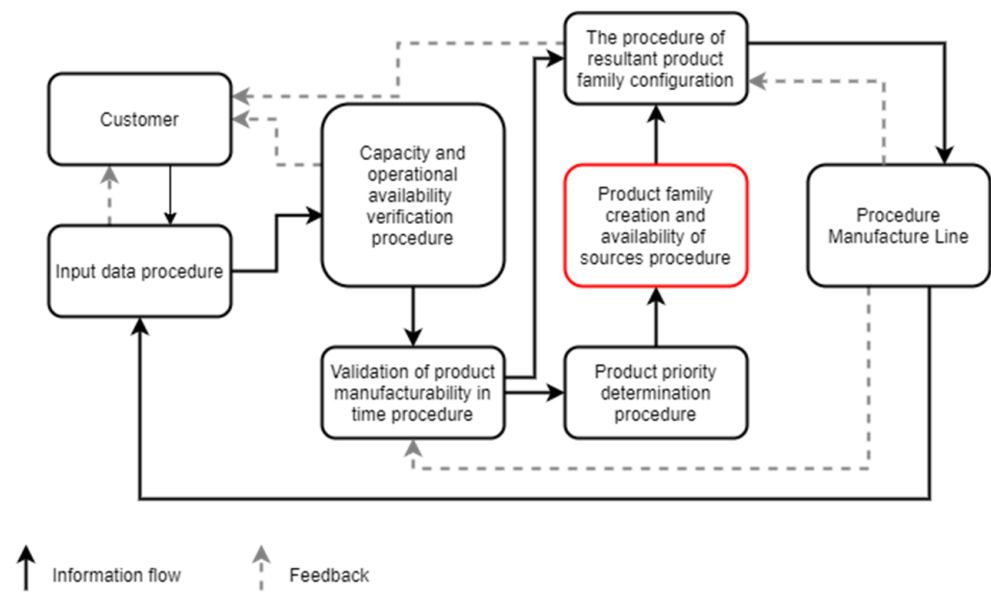 The procedure of
resultant product
family configuration
Customer
Capacity and
operational
availability
verification
procedure
Product family
creation and
availability of
sources procedure
Procedure
Manufacture Line
Input data procedure
Validation of product
manufacturability in
time procedure
Product priority
determination
procedure
Information flow
Feedback